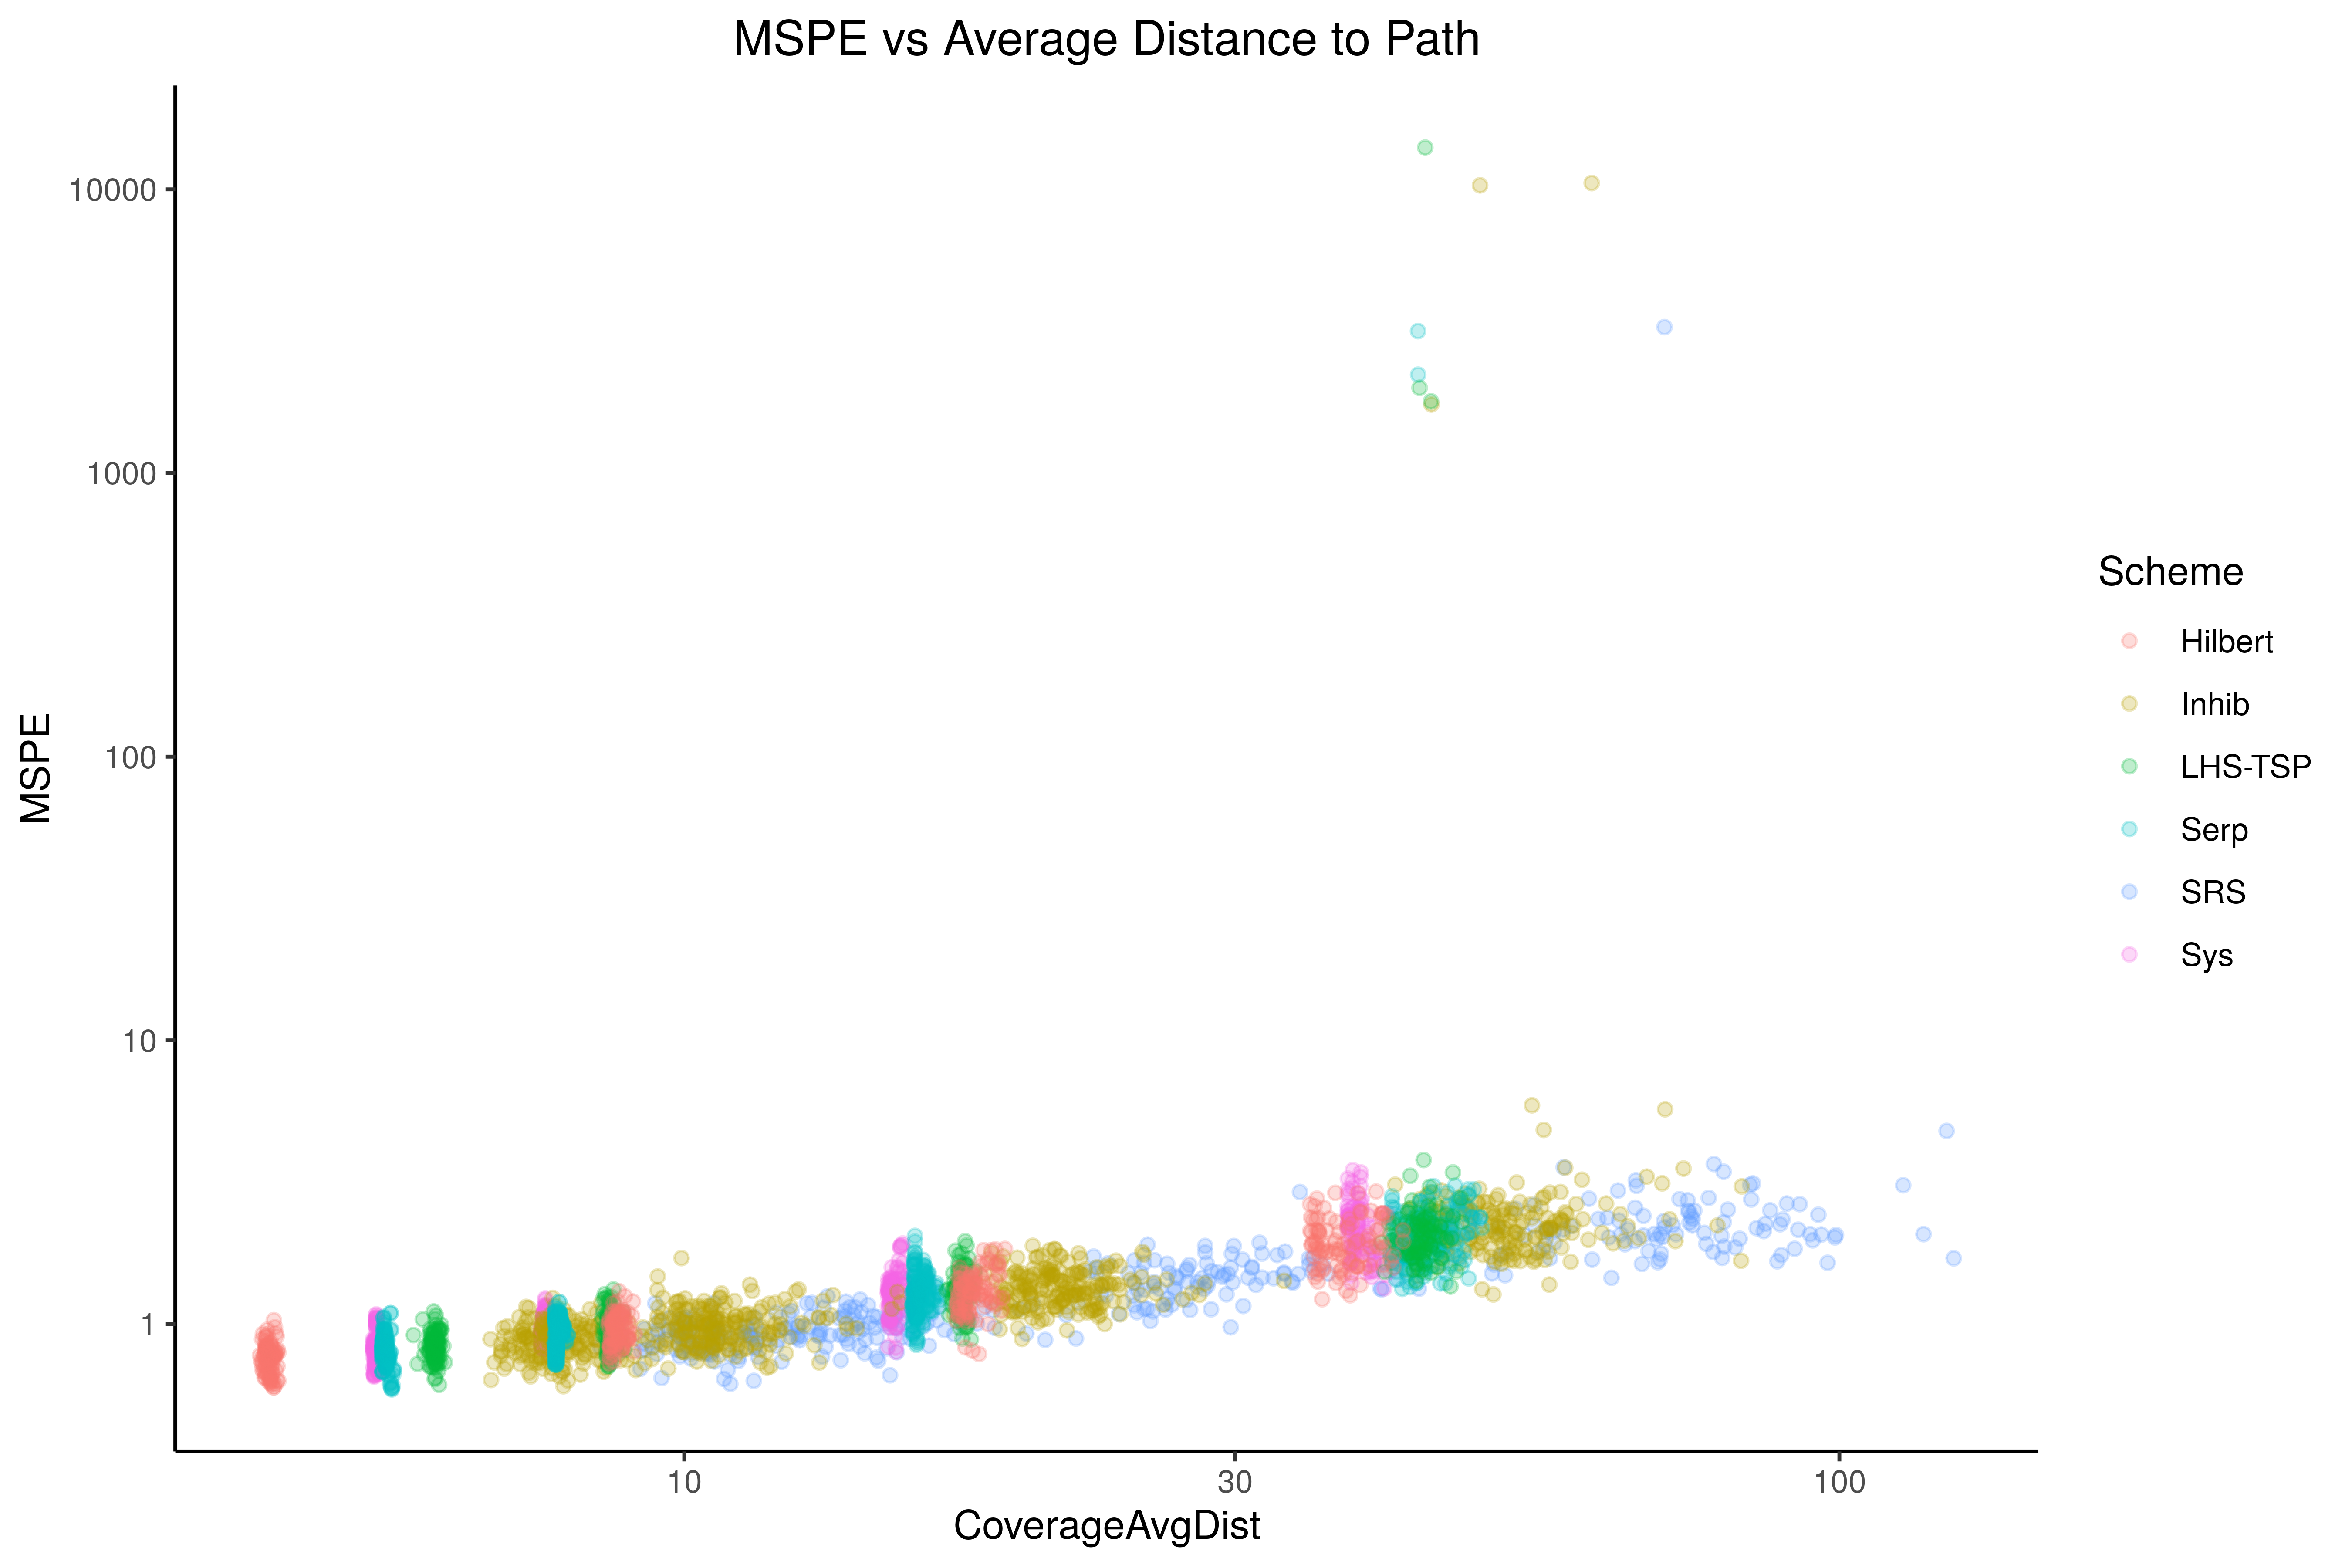 MSPE vs Average Distance to Path
MSPE
10000
1000
100
10
1
10
30
100
CoverageAvgDist
Scheme
Hilbert
Inhib
LHS-TSP
Serp
SRS
Sys